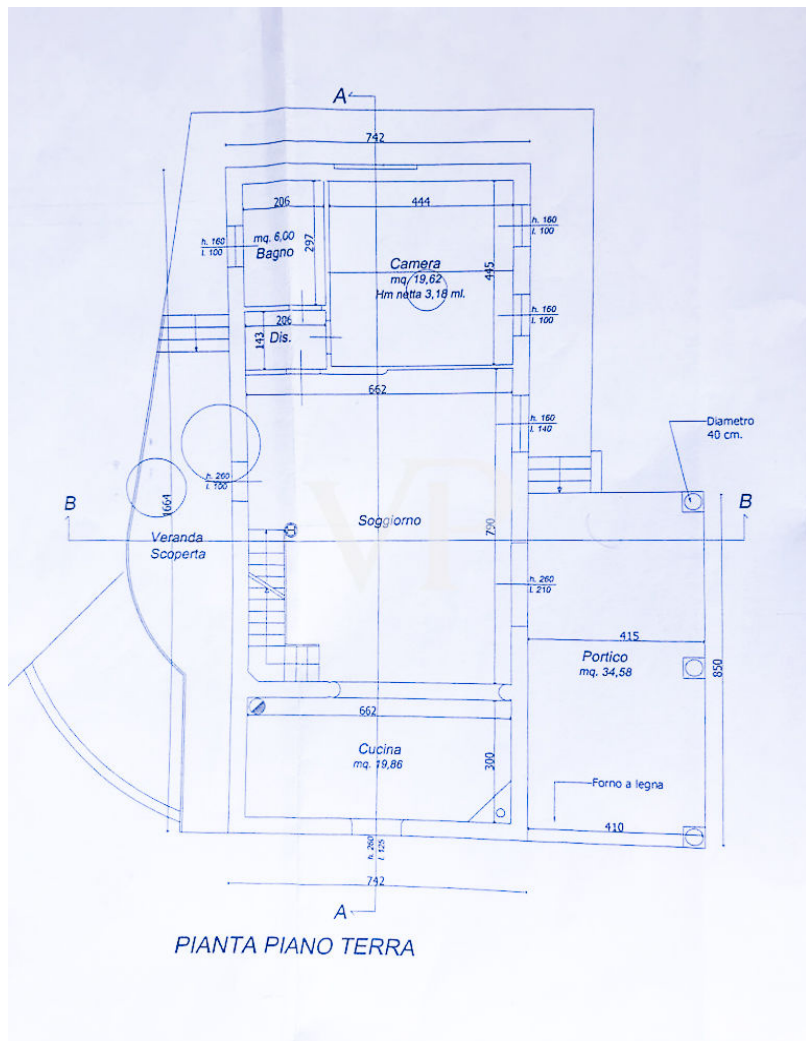 A
742
206
444
h. 160
l. 100
mq. 6,00
Bagno
297
h. 160
l. 100
Camera
mq. 19,62
Hm netta 3,18 ml.
445
h. 160
l. 100
206
Dis.
143
662
h. 160
l. 140
Diametro
40 cm.
h. 260
l. 100
B
B
1664
Soggiorno
790
Veranda
Scoperta
VP
h. 260
l. 210
415
Portico
mq. 34,58
850
662
Cucina
mq. 19,86
300
Forno a legna
410
h. 260
l. 125
742
A
PIANTA PIANO TERRA